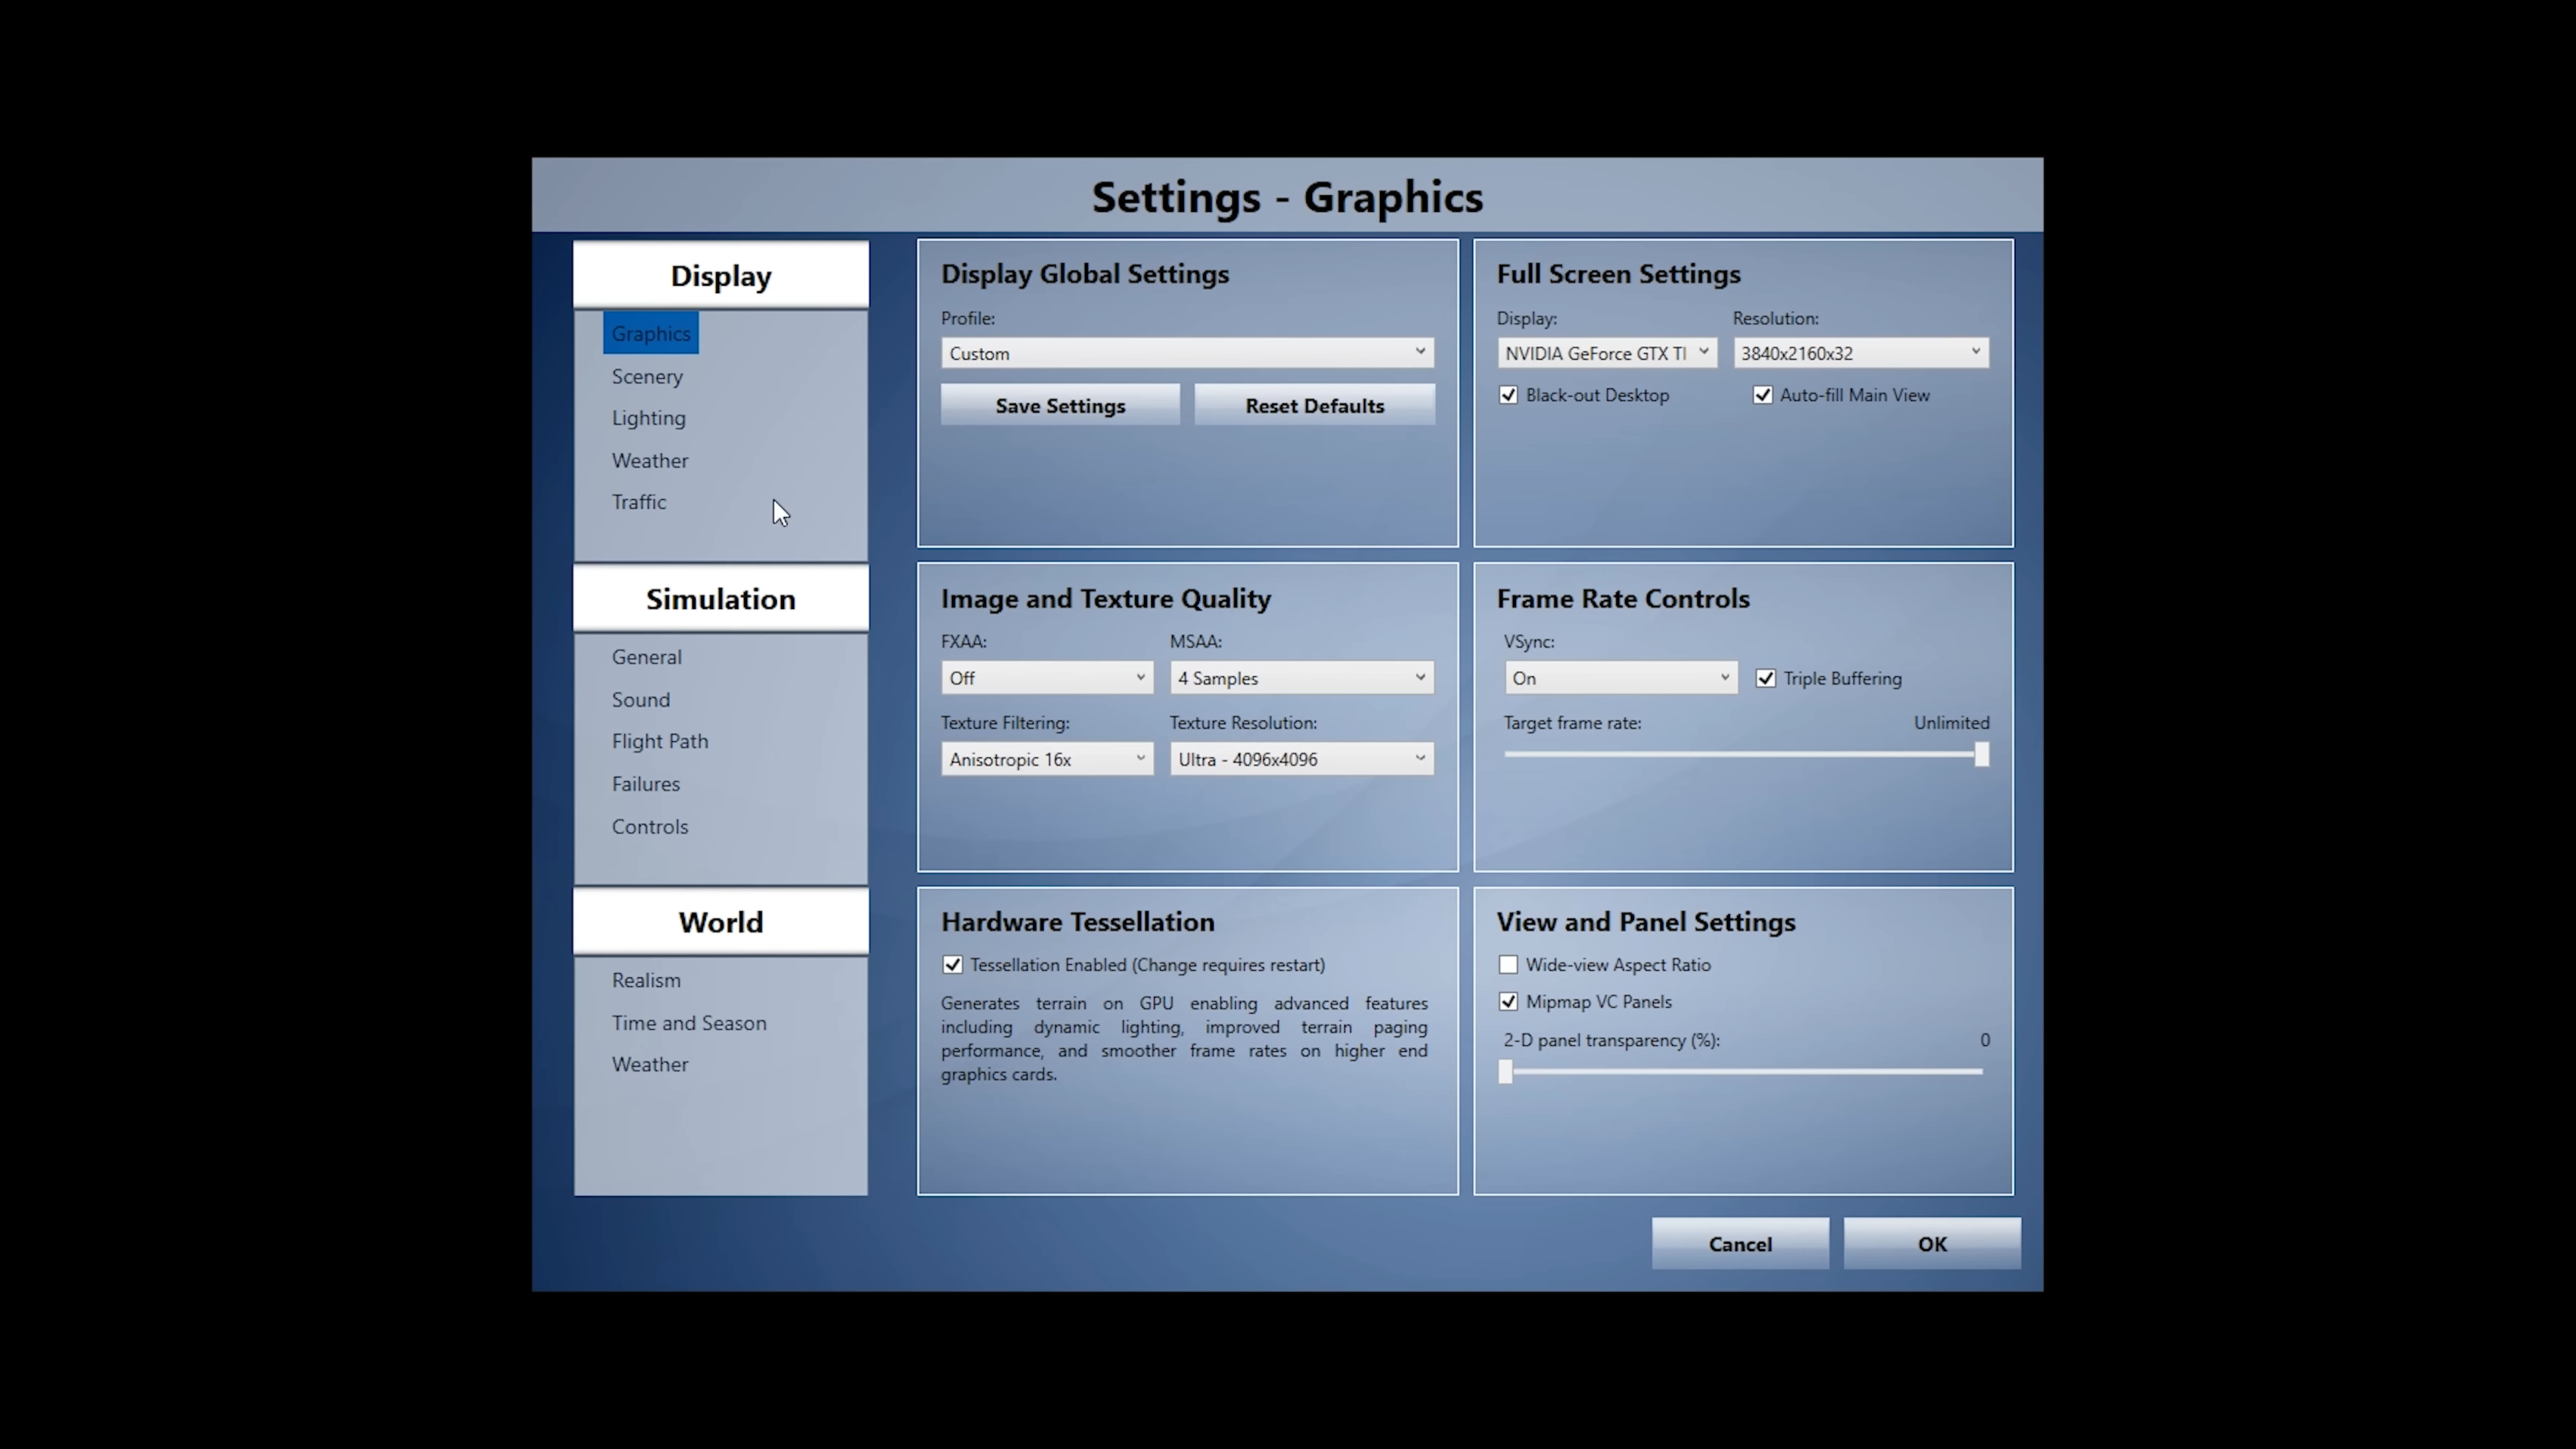 Settings - Graphics
Display
Graphics
Scenery
Lighting
Weather
Traffic
Simulation
General
Sound
Flight Path
Failures
Controls
World
Realism
Time and Season
Weather
Display Global Settings
Profile:
Custom
Save Settings Reset Defaults
Full Screen Settings
Display: Resolution:
NVIDIA GeForce GTX TI 3840x2160x32
Black-out Desktop Auto-fill Main View
Image and Texture Quality
FXAA: MSAA:
Off 4 Samples
Texture Filtering: Texture Resolution:
Anisotropic 16x Ultra - 4096x4096
Frame Rate Controls
VSync:
On Triple Buffering
Target frame rate: Unlimited
Hardware Tessellation
Tessellation Enabled (Change requires restart)
Generates terrain on GPU enabling advanced features
including dynamic lighting, improved terrain paging
performance, and smoother frame rates on higher end
graphics cards.
View and Panel Settings
Wide-view Aspect Ratio
Mipmap VC Panels
2-D panel transparency (%): 0
Cancel OK